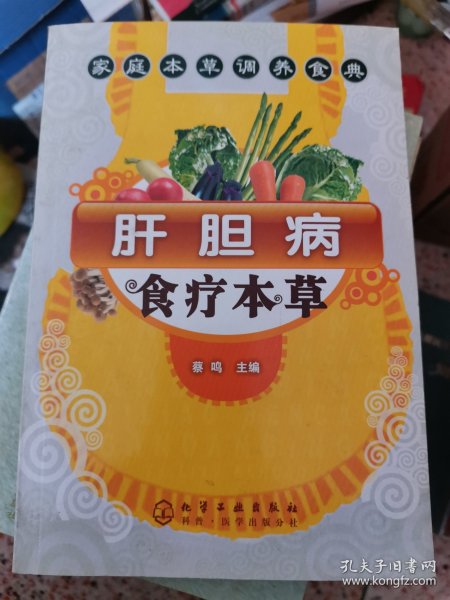 家庭本草调养食典
肝胆病
食疗本草
蔡鸣 主编
化学工业出版社
科普·医学出版分社
孔夫子旧书网
www.kongfz.com